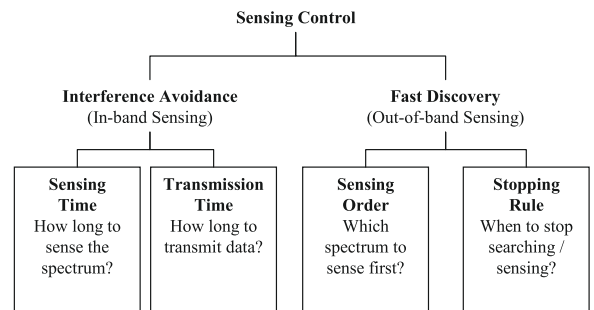 Sensing Control
Interference Avoidance
(In-band Sensing)
Fast Discovery
(Out-of-band Sensing)
Sensing
Time
How long to
sense the
spectrum?
Transmission
Time
How long to
transmit data?
Sensing
Order
Which
spectrum to
sense first?
Stopping
Rule
When to stop
searching /
sensing?